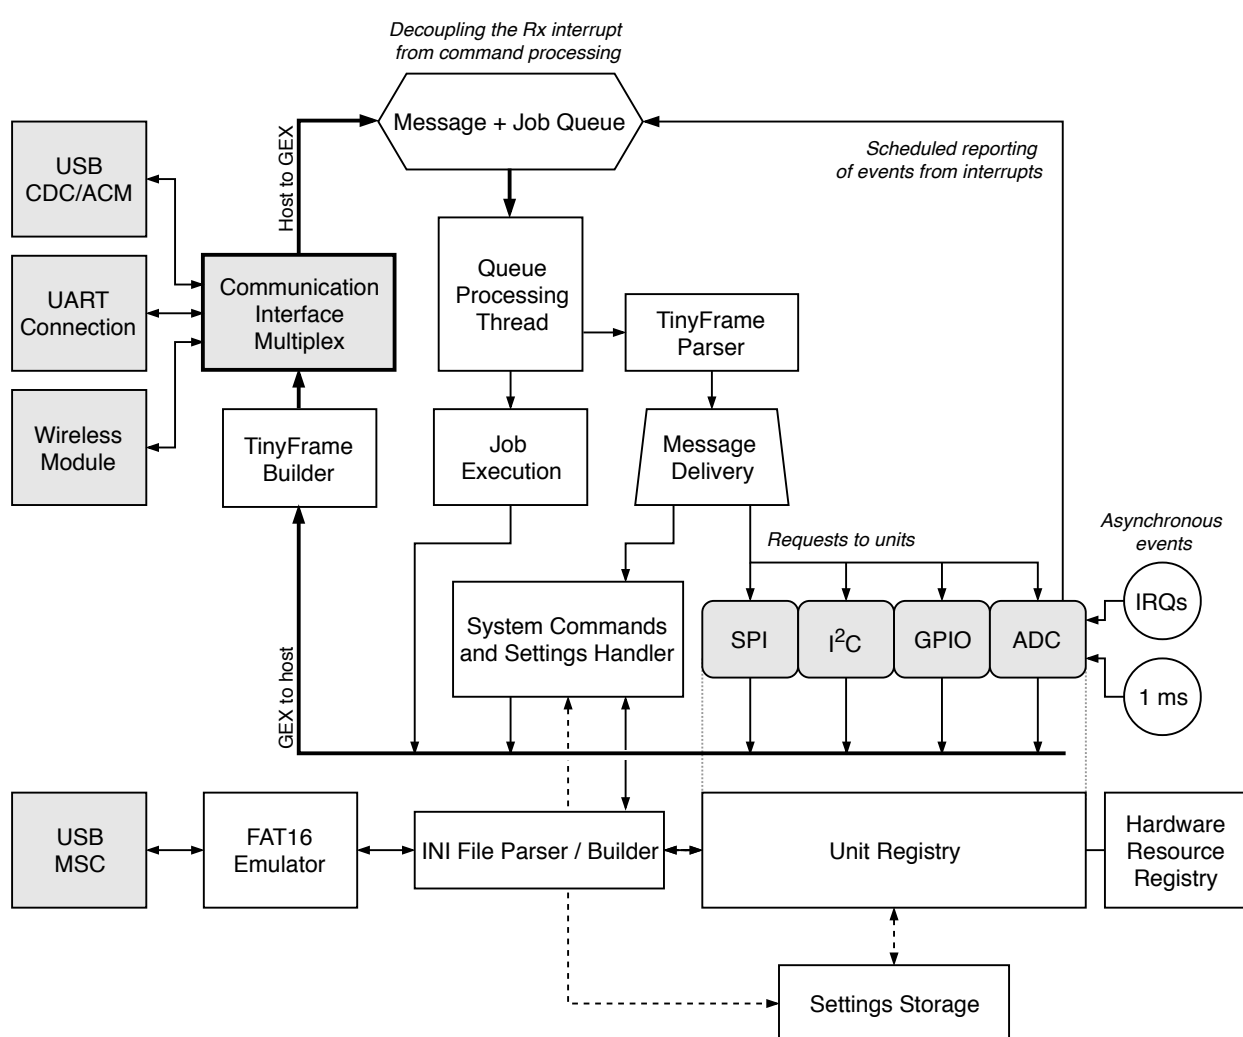 Decoupling the Rx interrupt
from command processing
Message + Job Queue
Host to GEX
Scheduled reporting
of events from interrupts
USB
CDC/ACM
UART
Connection
Wireless
Module
Communication
Interface
Multiplex
Queue
Processing
Thread
TinyFrame
Parser
TinyFrame
Builder
Job
Execution
Message
Delivery
Requests to units
Asynchronous
events
IRQs
1 ms
System Commands
and Settings Handler
SPI
I²C
GPIO
ADC
GEX to host
USB
MSC
FAT16
Emulator
INI File Parser / Builder
Unit Registry
Hardware
Resource
Registry
Settings Storage